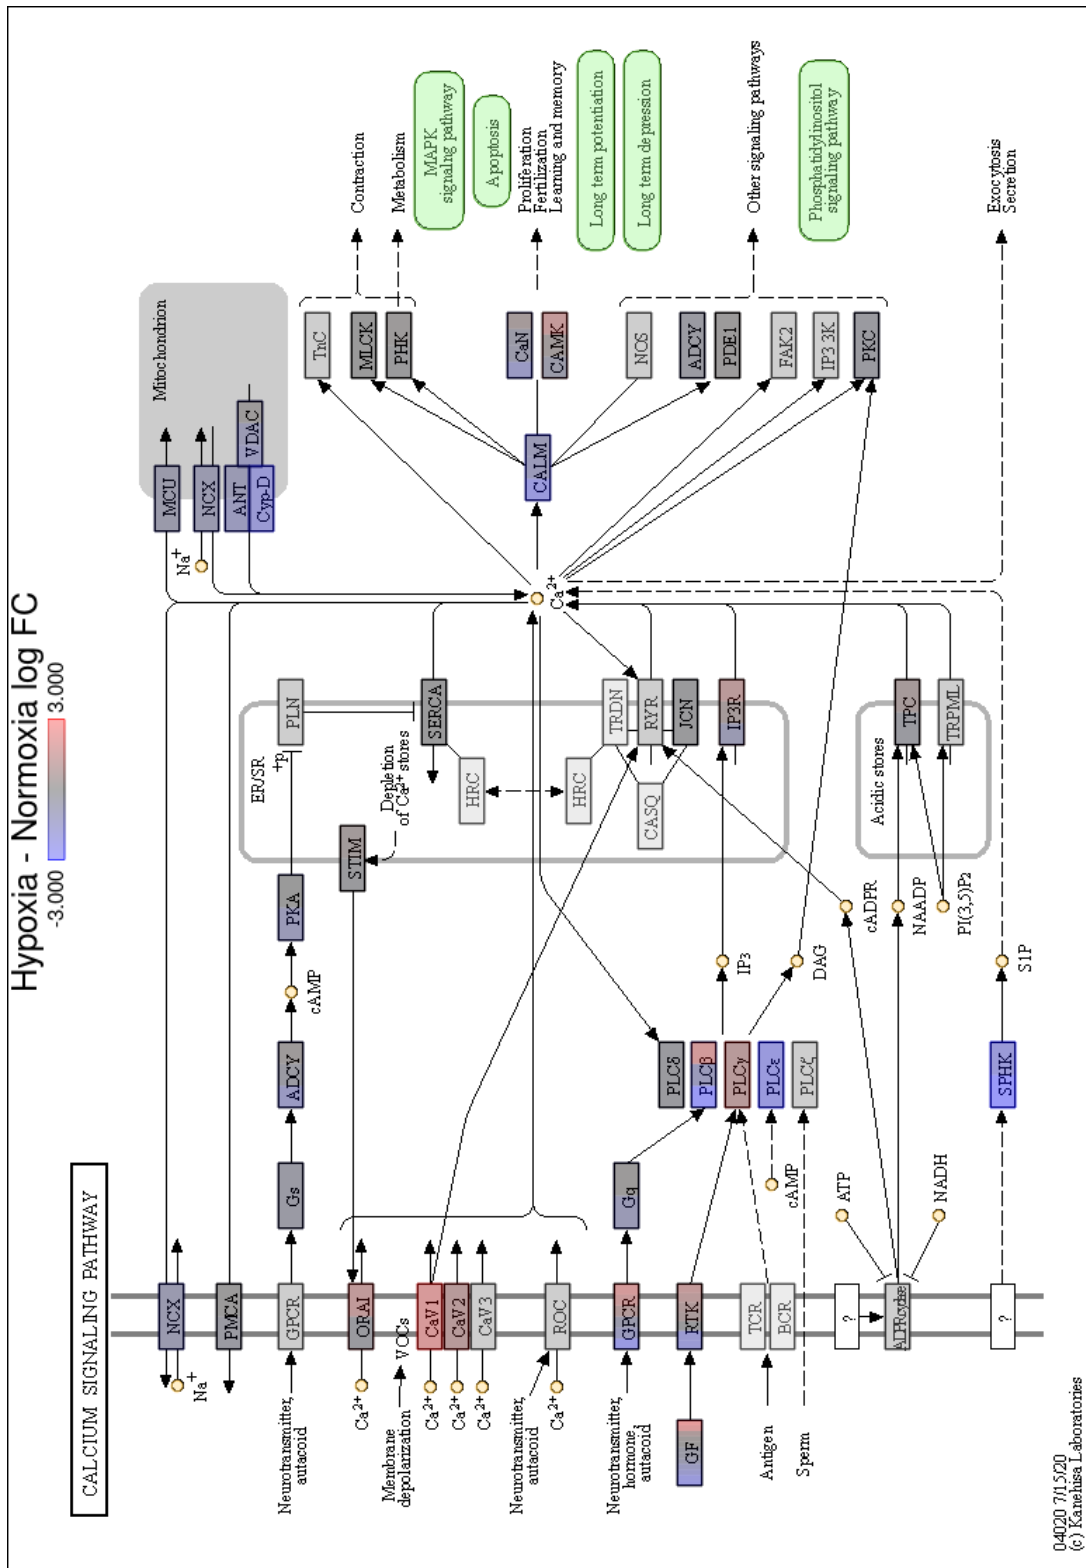 Hypoxia - Normoxia log FC
-3.000
3.000
CALCIUM SIGNALING PATHWAY
NCX
Na+
PMCA
Neurotransmitter,
autacoid
GPCR
Gs
ADCY
cAMP
PKA
+p
PLN
ER/SR
STIM
Depletion
of Ca2+ stores
SERCA
HRC
HRC
TRDN
RYR
JCN
CASQ
IP3R
Ca2+
ORAI
Membrane
depolarization
VOCs
Ca2+
CaV1
Ca2+
CaV2
Ca2+
CaV3
Neurotransmitter,
autacoid
Ca2+
ROC
Neurotransmitter,
hormone,
autacoid
GPCR
Gq
GF
RTK
Antigen
TCR
BCR
Sperm
cAMP
PLCδ
PLCβ
PLCγ
PLCε
PLCζ
IP3
DAG
ATP
NADH
?
cADPR
NAADP
PI(3,5)P2
Acidic stores
TPC
TRPML
?
SPHK
S1P
Ca2+
Mitochondrion
MCU
NCX
Na+
ANT
Cyp-D
VDAC
CALM
TnC
MLCK
PHK
CaN
CAMK
NOS
ADCY
PDE1
FAK2
IP3 3K
PKC
Contraction
Metabolism
MAPK
signalng pathway
Apoptosis
Proliferation
Fertilization
Learning and memory
Long term potentiation
Long term depression
Other signaling pathways
Phosphatidylinositol
signaling pathway
Exocytosis
Secretion
04020 7/15/20
(c) Kanehisa Laboratories